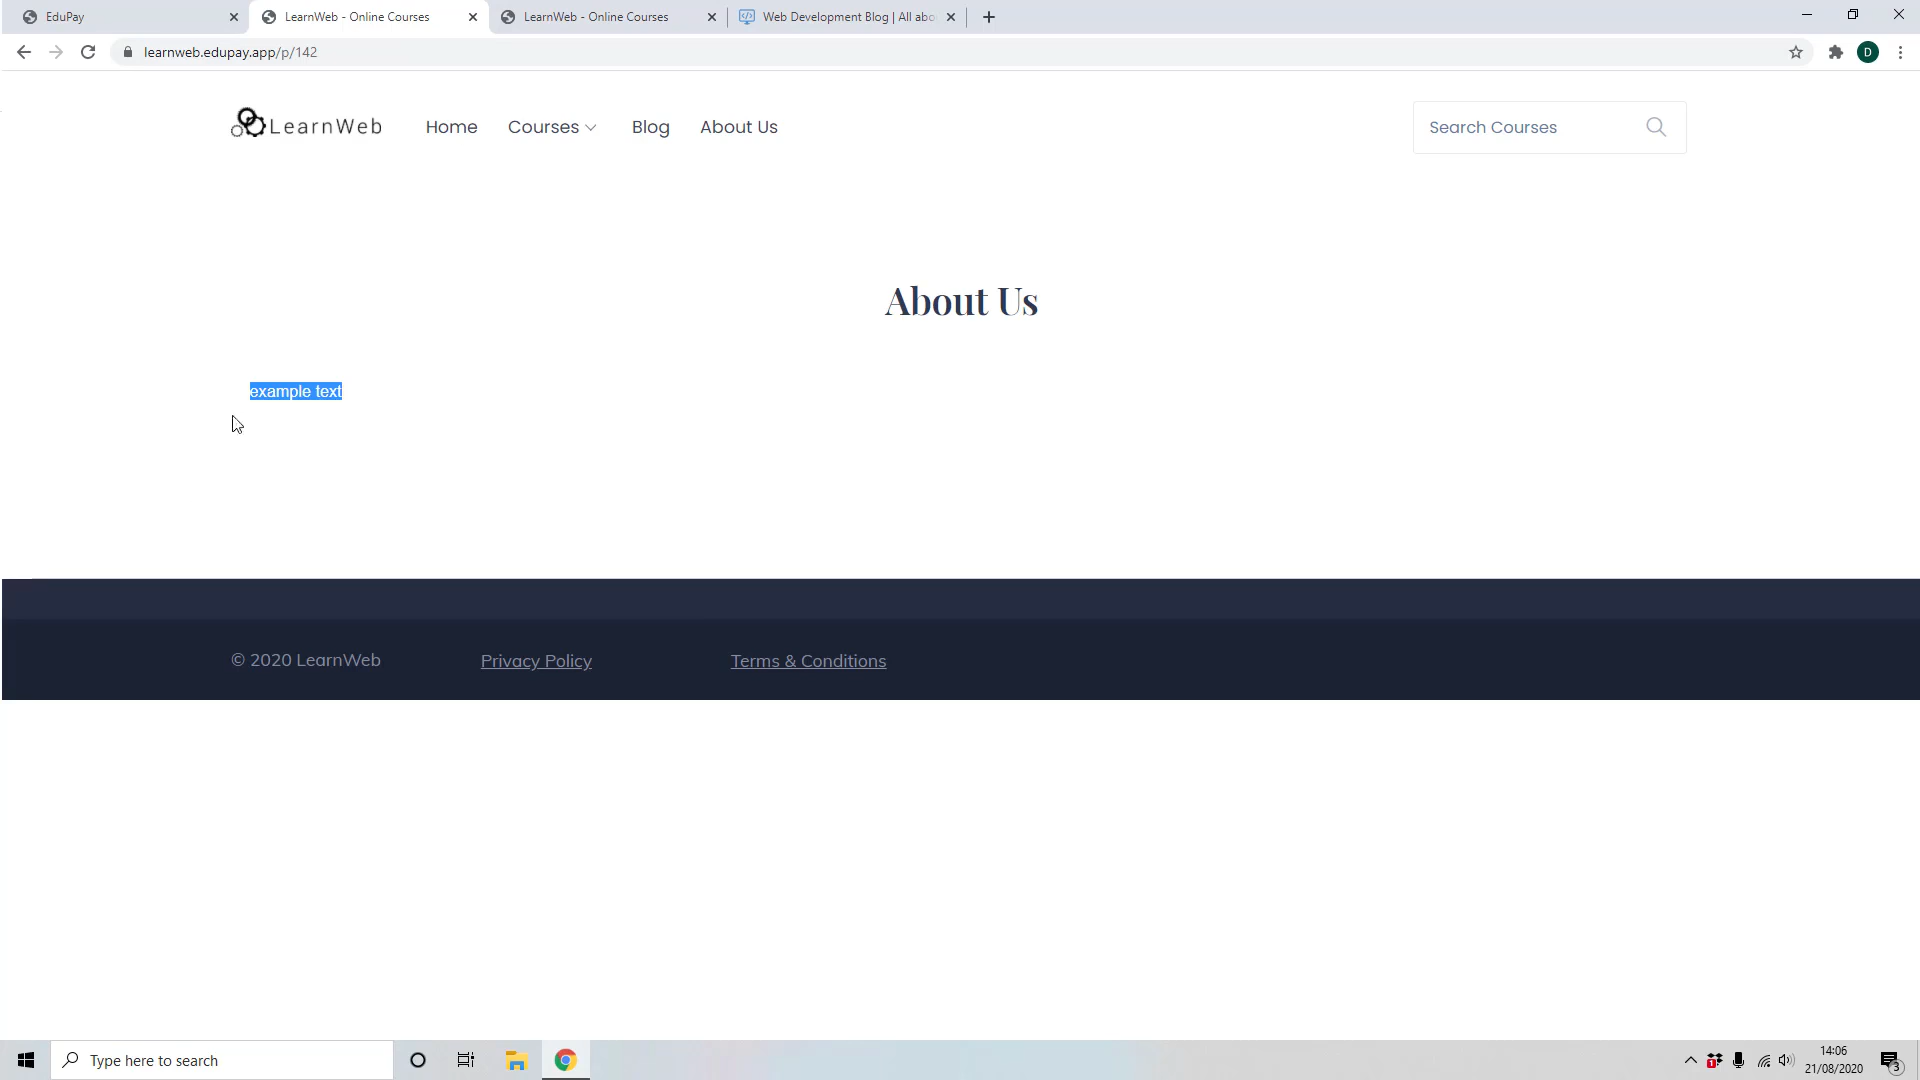 EduPay
LearnWeb - Online Courses
LearnWeb - Online Courses
Web Development Blog | All abo
learnweb.edupay.app/p/142
D
LearnWeb
Home
Courses
Blog
About Us
Search Courses
About Us
example text
© 2020 LearnWeb
Privacy Policy
Terms & Conditions
Type here to search
1
14:06
21/08/2020
3